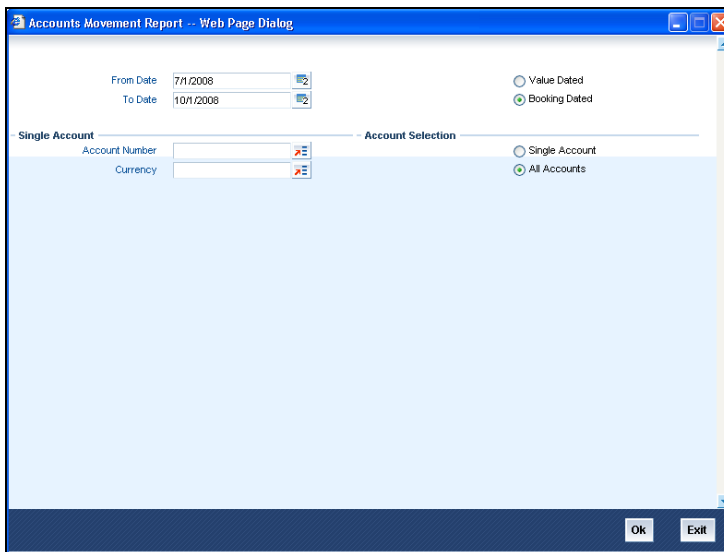 Accounts Movement Report -- Web Page Dialog
From Date 7/1/2008 Value Dated
To Date 10/1/2008 Booking Dated
Single Account Account Selection
Account Number Single Account
Currency All Accounts
Ok Exit